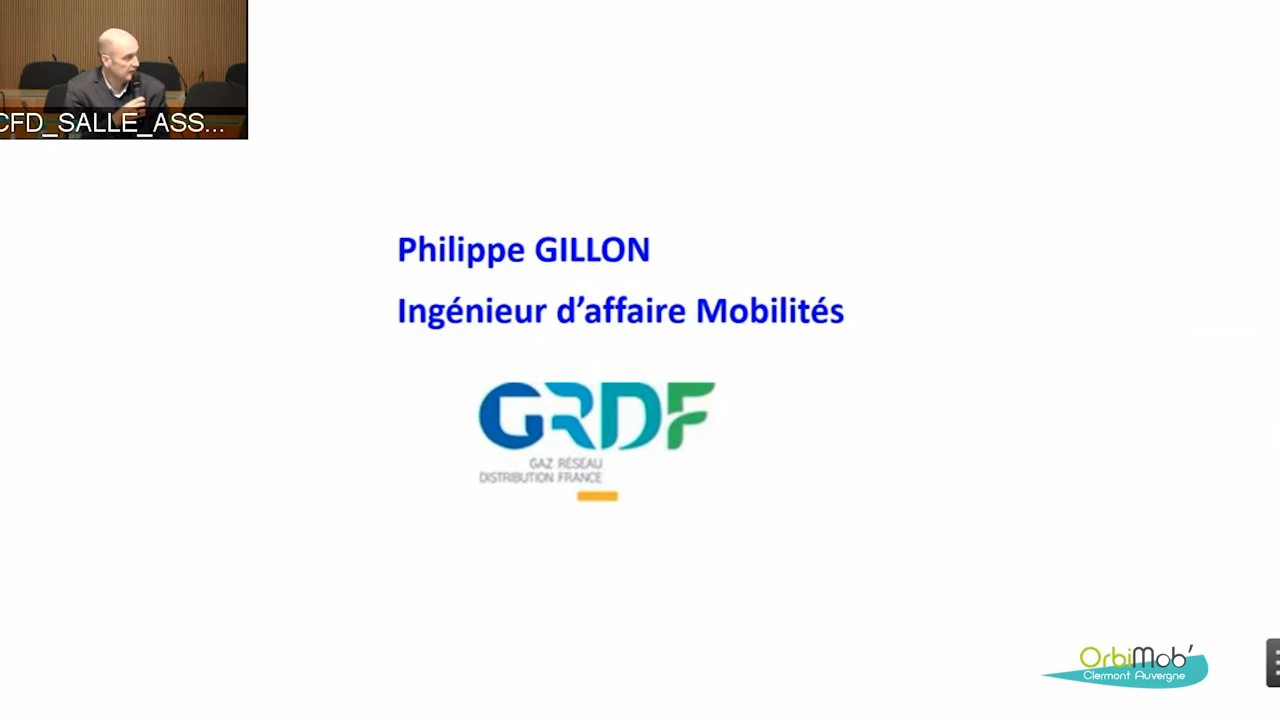 CFD_SALLE_ASS...
Philippe GILLON
Ingénieur d'affaire Mobilités
GRDF
GAZ RÉSEAU
DISTRIBUTION FRANCE
OrbiMob'
Clermont Auvergne